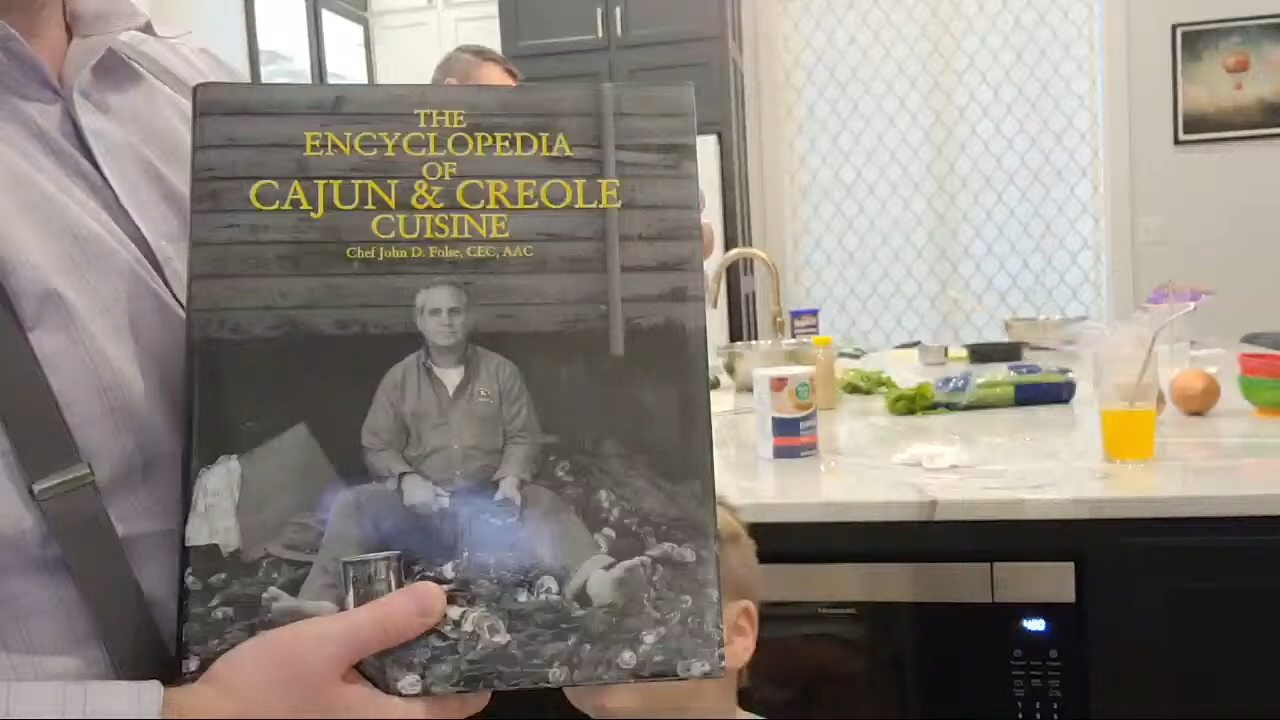 THE
ENCYCLOPEDIA
OF
CAJUN & CREOLE
CUISINE
Chef John D. Folse, CEC, AAC